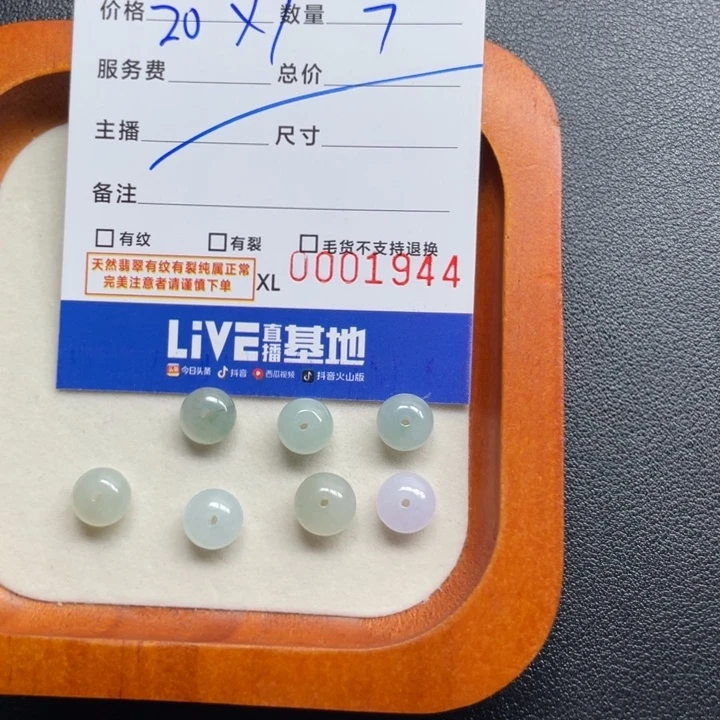 价格 20 X1 数量 7
服务费 总价
主播 尺寸
备注
有纹 有裂 毛货不支持退换
天然翡翠有纹有裂纯属正常
完美注意者请谨慎下单
XL 0001944
LiVE直播基地
头条 今日头条 抖音 西瓜视频 抖音火山版